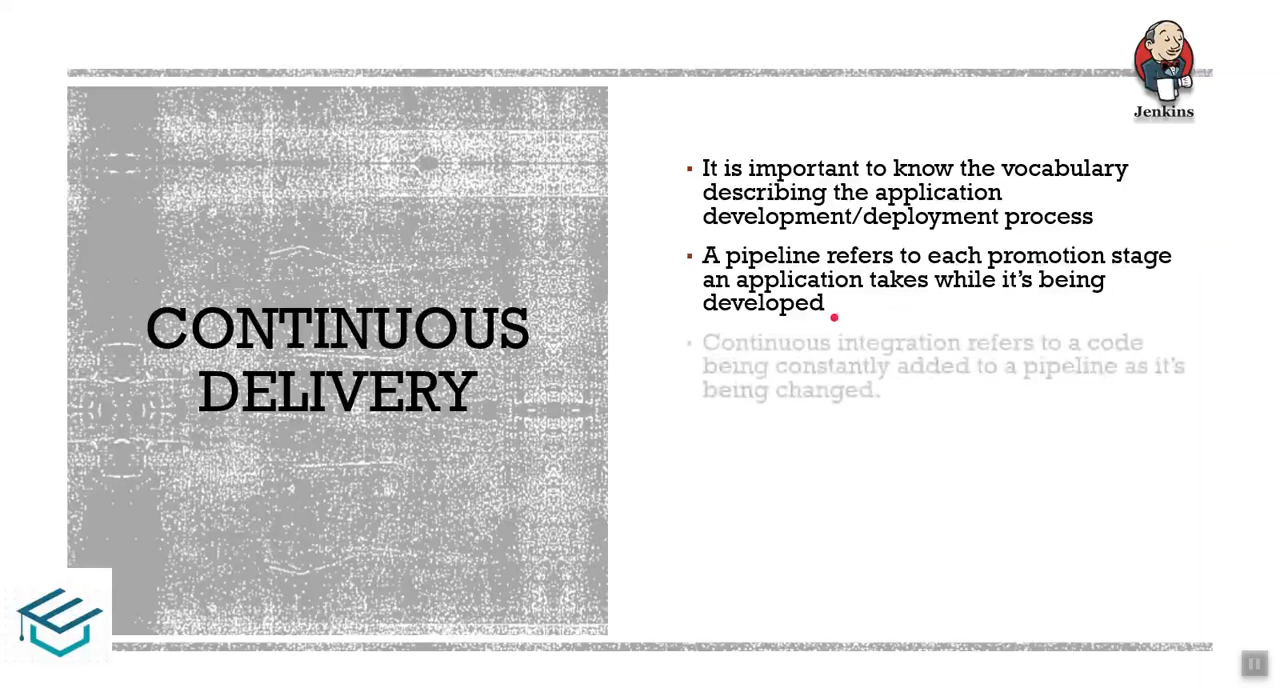 Jenkins
CONTINUOUS
DELIVERY
▪ It is important to know the vocabulary
describing the application
development/deployment process
▪ A pipeline refers to each promotion stage
an application takes while it's being
developed
▪ Continuous integration refers to a code
being constantly added to a pipeline as it's
being changed.